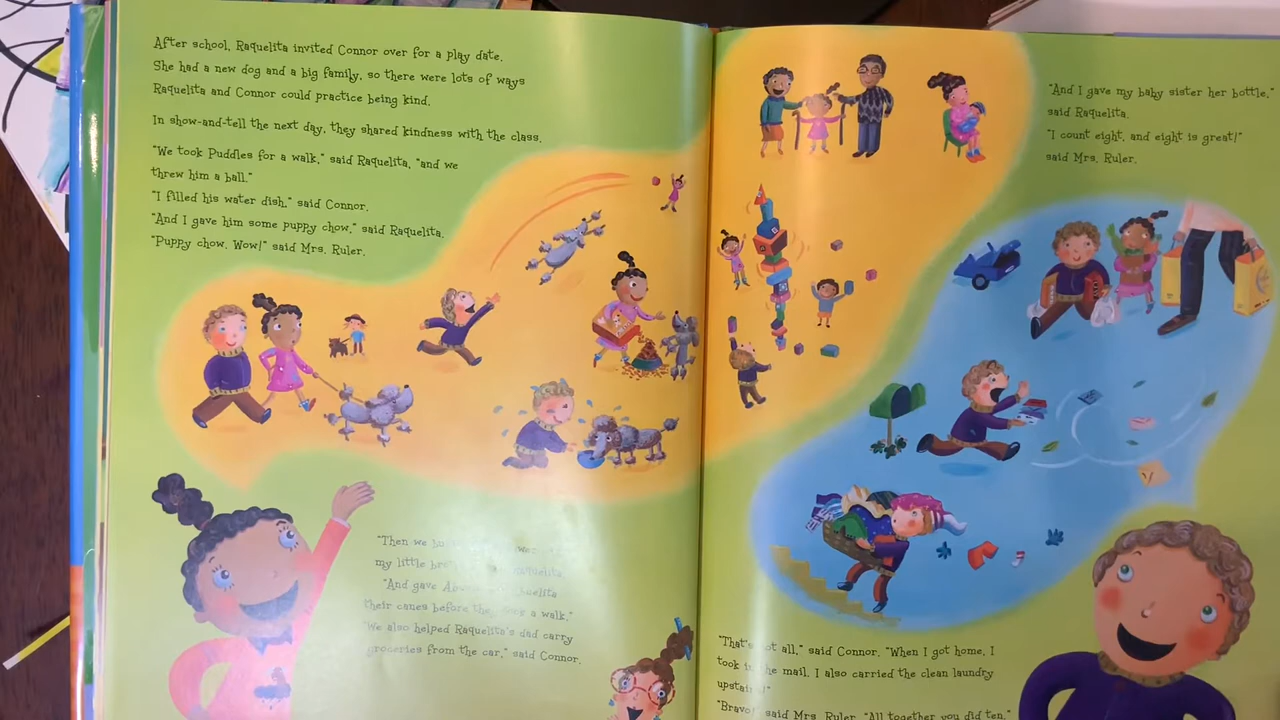 After school, Raquelita invited Connor over for a play date.
She had a new dog and a big family, so there were lots of ways
Raquelita and Connor could practice being kind.
In show-and-tell the next day, they shared kindness with the class.
"We took Puddles for a walk," said Raquelita, "and we
threw him a ball."
"I filled his water dish," said Connor.
"And I gave him some puppy chow," said Raquelita.
"Puppy chow. Wow!" said Mrs. Ruler.
"Then we
my little
"And gave
their canes before a walk."
"We also helped Raquelita's dad carry
groceries from the car," said Connor.
"And I gave my baby sister her bottle,"
said Raquelita.
"I count eight, and eight is great!"
said Mrs. Ruler.
"That's not all," said Connor. "When I got home, I
took in the mail. I also carried the clean laundry
"Bravo!" said Mrs. Ruler. "All together you did ten."